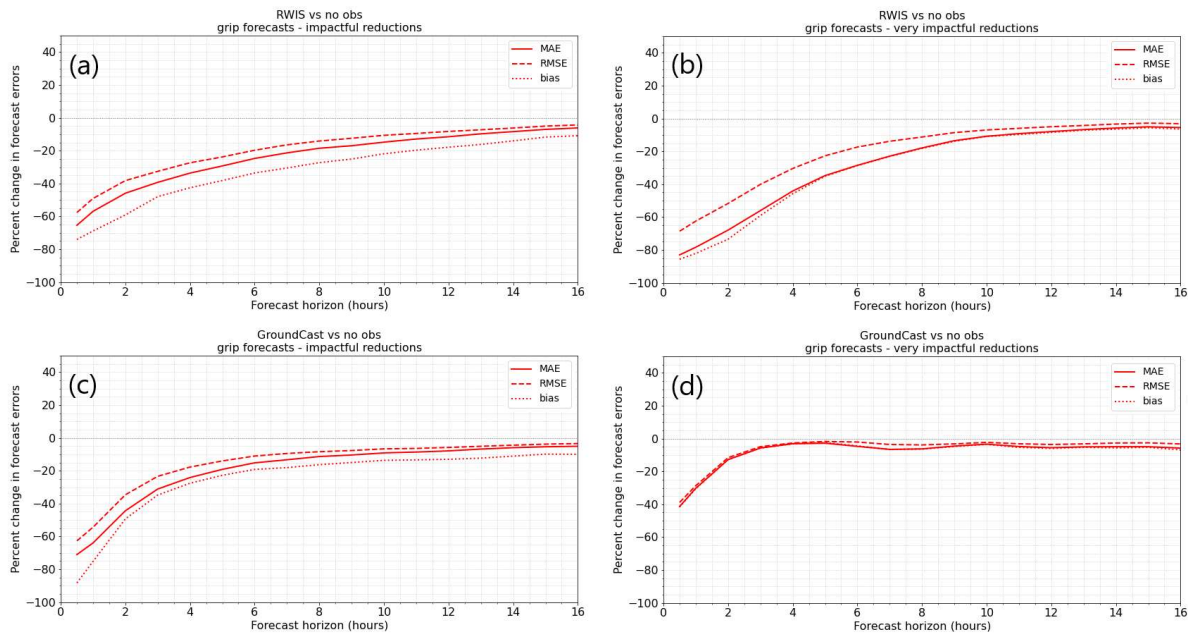 RWIS vs no obs
grip forecasts - impactful reductions
(a)
MAE
RMSE
bias
Percent change in forecast errors
40
20
0
−20
−40
−60
−80
−100
0 2 4 6 8 10 12 14 16
Forecast horizon (hours)
RWIS vs no obs
grip forecasts - very impactful reductions
(b)
MAE
RMSE
bias
Percent change in forecast errors
40
20
0
−20
−40
−60
−80
−100
0 2 4 6 8 10 12 14 16
Forecast horizon (hours)
GroundCast vs no obs
grip forecasts - impactful reductions
(c)
MAE
RMSE
bias
Percent change in forecast errors
40
20
0
−20
−40
−60
−80
−100
0 2 4 6 8 10 12 14 16
Forecast horizon (hours)
GroundCast vs no obs
grip forecasts - very impactful reductions
(d)
MAE
RMSE
bias
Percent change in forecast errors
40
20
0
−20
−40
−60
−80
−100
0 2 4 6 8 10 12 14 16
Forecast horizon (hours)